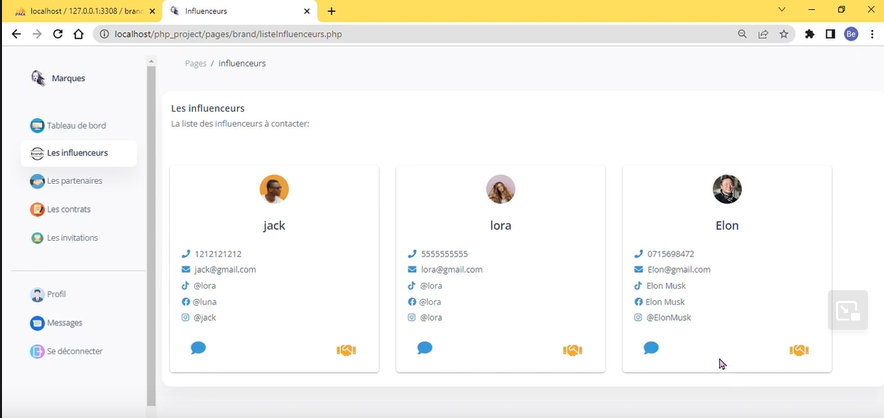 localhost / 127.0.0.1:3308 / bran
Influenceurs
localhost/php_project/pages/brand/listeInfluenceurs.php
Be
Marques
Pages / influenceurs
Les influenceurs
La liste des influenceurs à contacter:
Tableau de bord
Les influenceurs
Les partenaires
Les contrats
Les invitations
Profil
Messages
Se déconnecter
jack
1212121212
jack@gmail.com
@lora
@luna
@jack
lora
5555555555
lora@gmail.com
@lora
@lora
@lora
Elon
0715698472
Elon@gmail.com
Elon Musk
Elon Musk
@ElonMusk